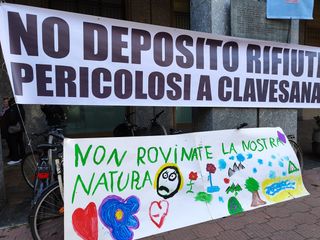 NO DEPOSITO RIFIUTI
PERICOLOSI A CLAVESANA
NON ROVINATE LA NOSTRA
NATURA